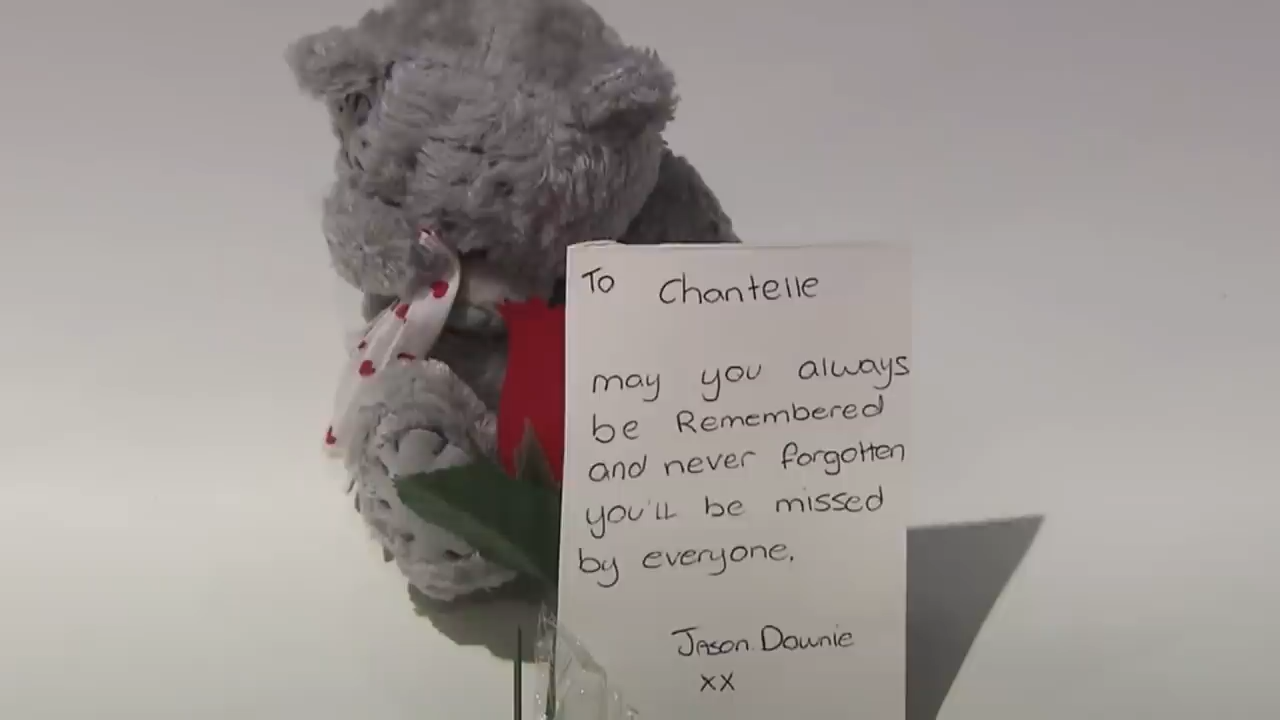 To Chantelle
may you always
be Remembered
and never forgotten
you'll be missed
by everyone.
Jason Downie
xx